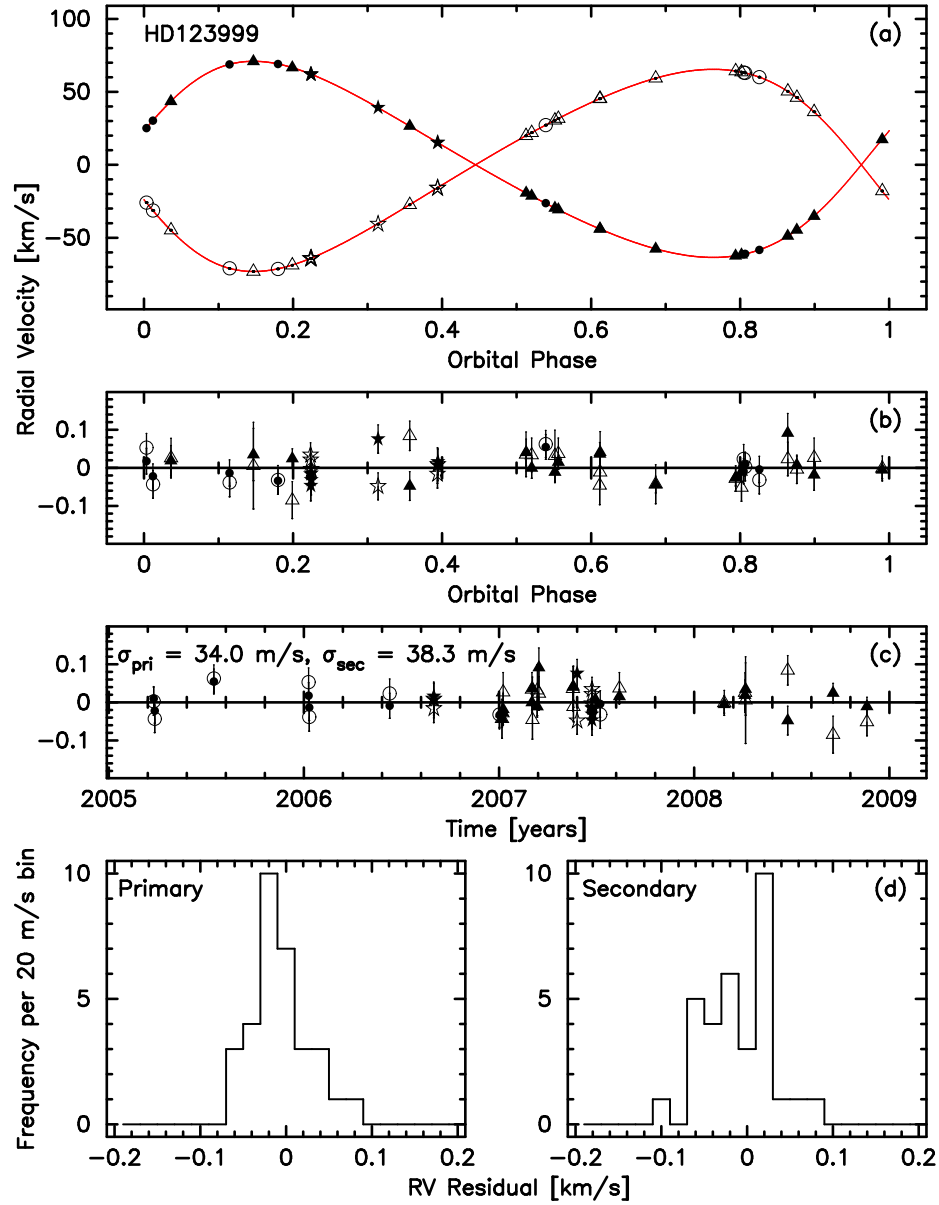 HD123999
(a)
100
50
0
−50
0 0.2 0.4 0.6 0.8 1
Orbital Phase
Radial Velocity [km/s]
(b)
0.1
0
−0.1
0 0.2 0.4 0.6 0.8 1
Orbital Phase
σpri = 34.0 m/s, σsec = 38.3 m/s
(c)
0.1
0
−0.1
2005 2006 2007 2008 2009
Time [years]
Frequency per 20 m/s bin
Primary
10
5
0
−0.2 −0.1 0 0.1 0.2
Secondary
(d)
10
5
0
−0.2 −0.1 0 0.1 0.2
RV Residual [km/s]